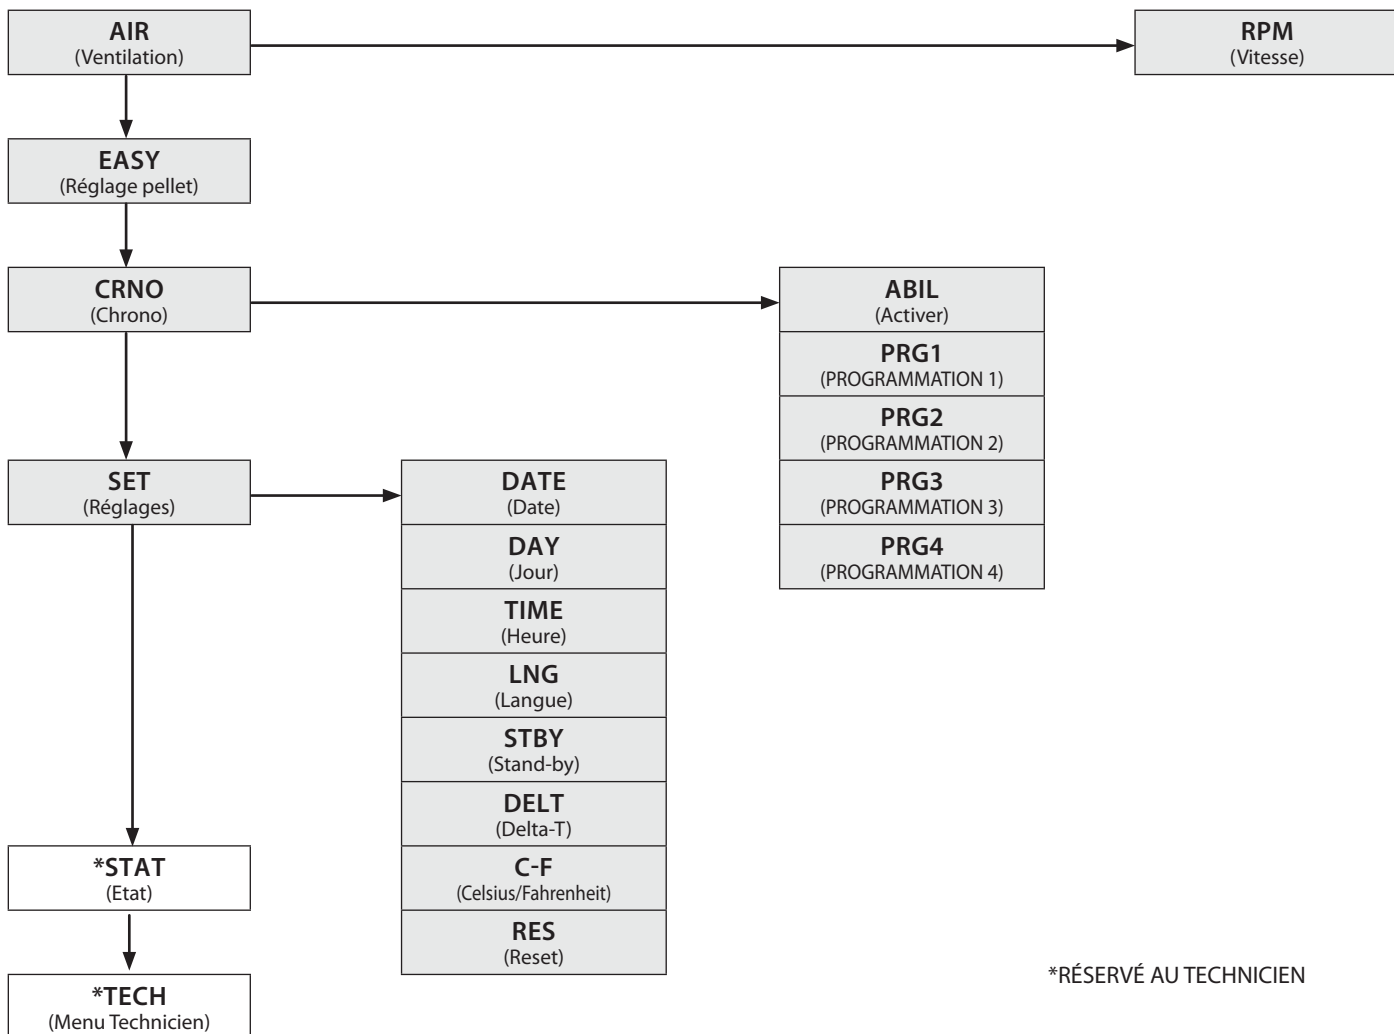 AIR
(Ventilation)
RPM
(Vitesse)
EASY
(Réglage pellet)
CRNO
(Chrono)
ABIL
(Activer)
PRG1
(PROGRAMMATION 1)
PRG2
(PROGRAMMATION 2)
PRG3
(PROGRAMMATION 3)
PRG4
(PROGRAMMATION 4)
SET
(Réglages)
DATE
(Date)
DAY
(Jour)
TIME
(Heure)
LNG
(Langue)
STBY
(Stand-by)
DELT
(Delta-T)
C-F
(Celsius/Fahrenheit)
RES
(Reset)
*STAT
(Etat)
*TECH
(Menu Technicien)
*RÉSERVÉ AU TECHNICIEN